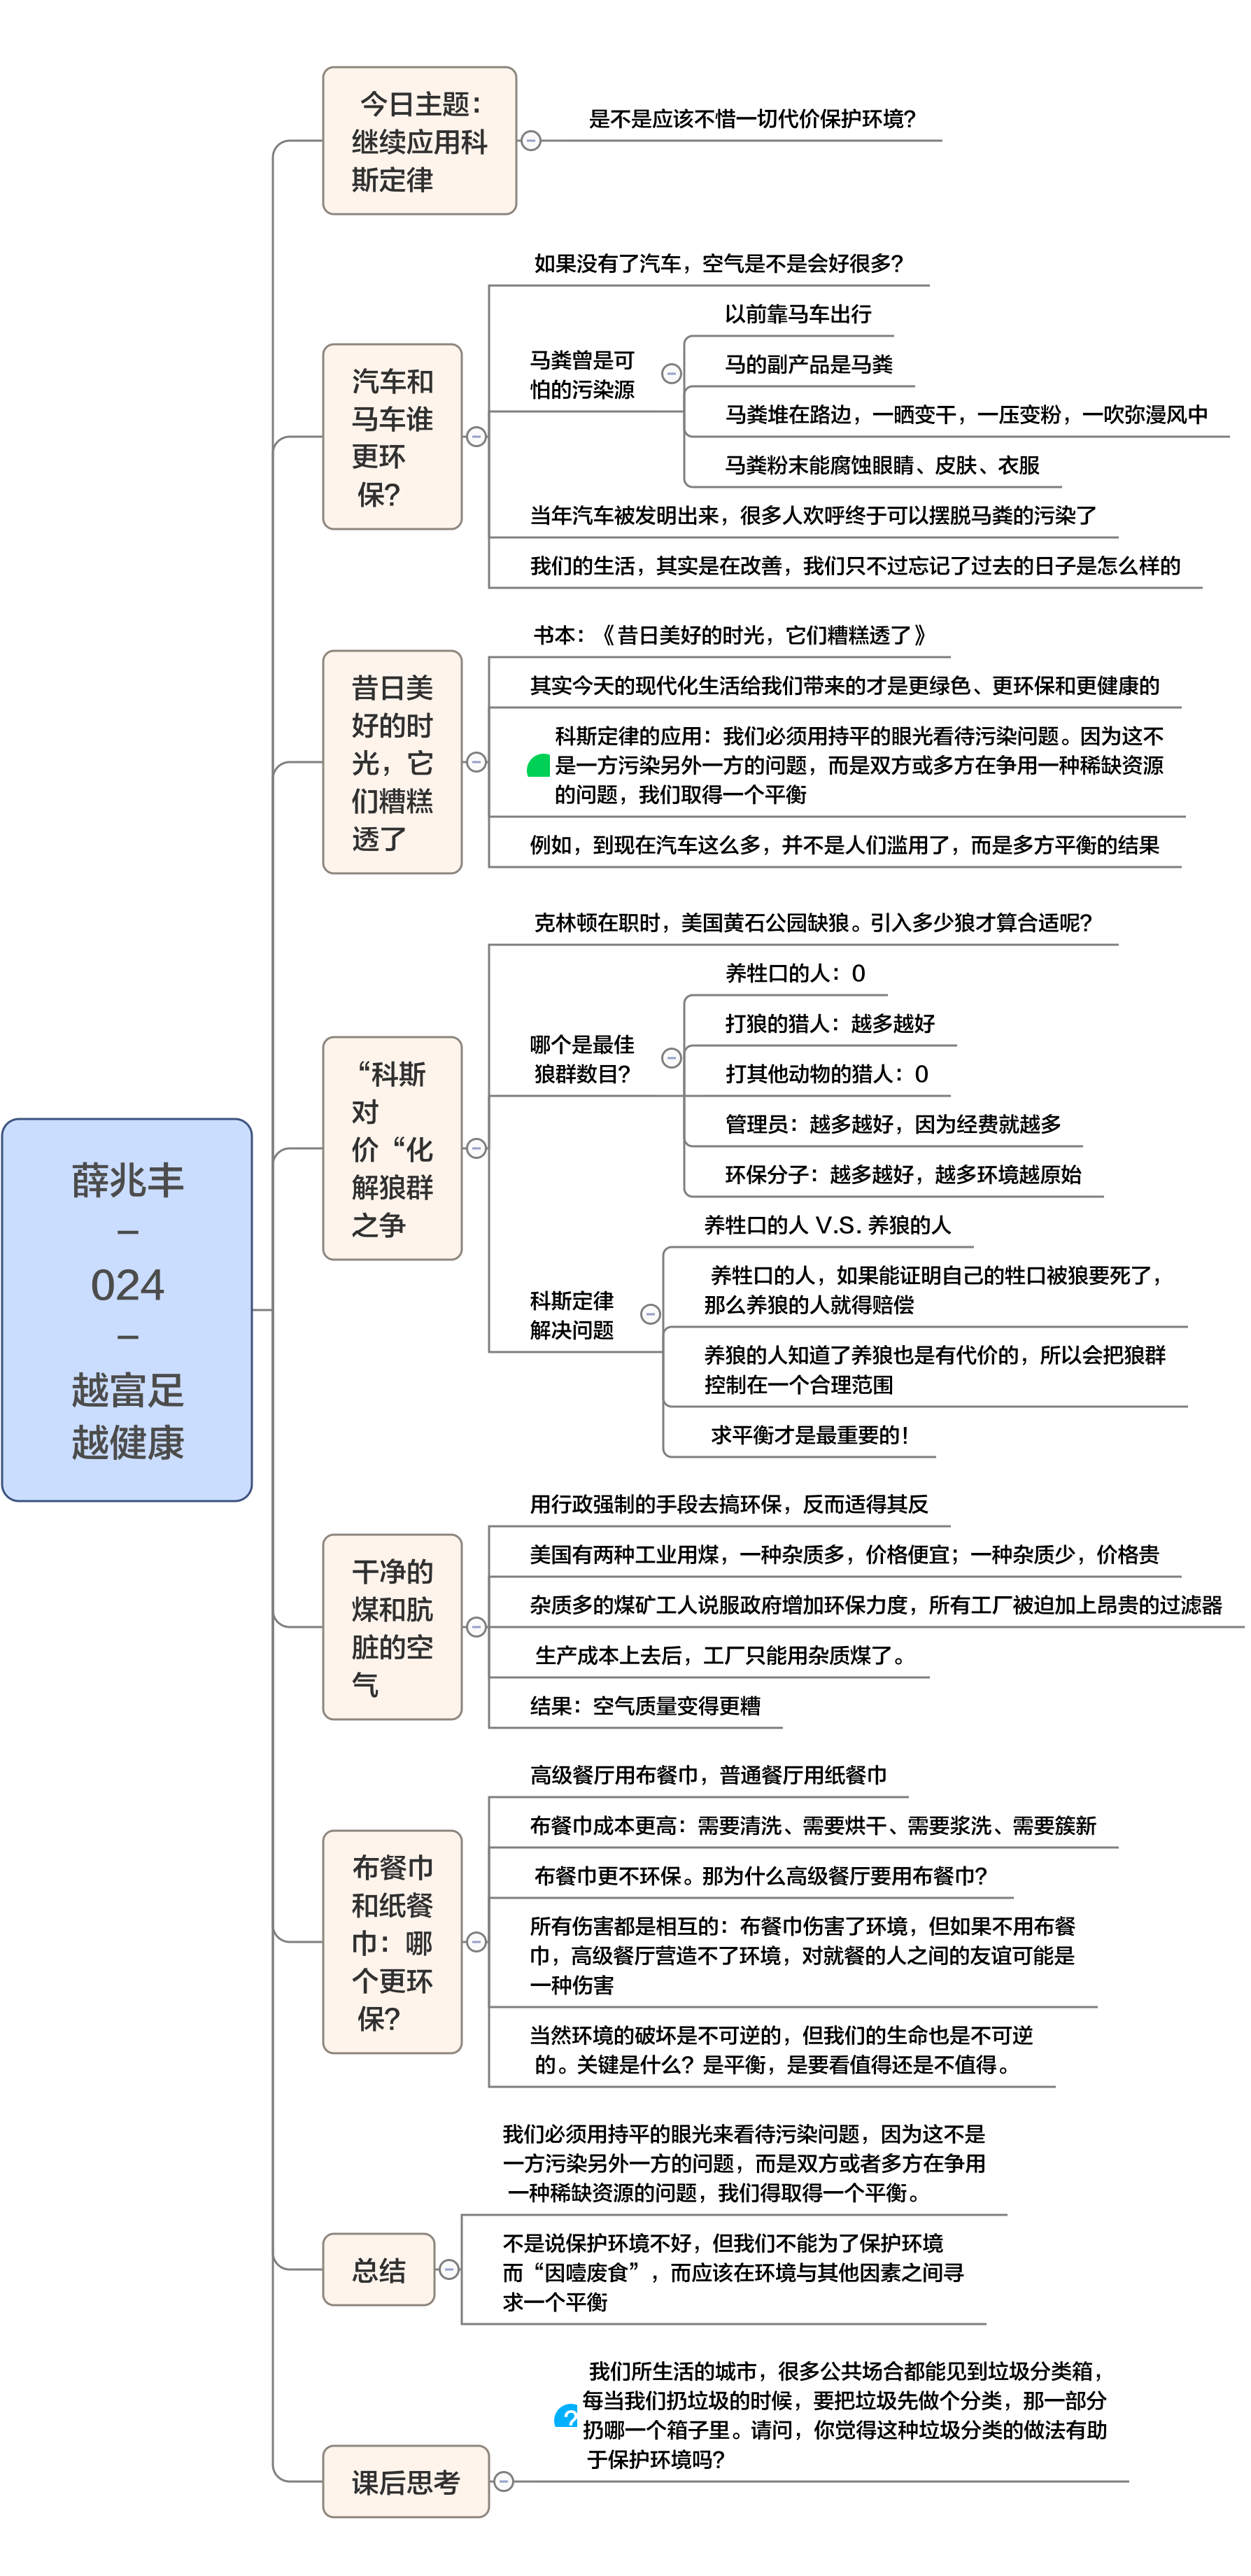 今日主题：
继续应用科
斯定律
是不是应该不惜一切代价保护环境？
汽车和
马车谁
更环
保？
如果没有了汽车，空气是不是会好很多？
马粪曾是可
怕的污染源
以前靠马车出行
马的副产品是马粪
马粪堆在路边，一晒变干，一压变粉，一吹弥漫风中
马粪粉末能腐蚀眼睛、皮肤、衣服
当年汽车被发明出来，很多人欢呼终于可以摆脱马粪的污染了
我们的生活，其实是在改善，我们只不过忘记了过去的日子是怎么样的
昔日美
好的时
光，它
们糟糕
透了
书本：《昔日美好的时光，它们糟糕透了》
其实今天的现代化生活给我们带来的才是更绿色、更环保和更健康的
科斯定律的应用：我们必须用持平的眼光看待污染问题。因为这不
是一方污染另外一方的问题，而是双方或多方在争用一种稀缺资源
的问题，我们取得一个平衡
例如，到现在汽车这么多，并不是人们滥用了，而是多方平衡的结果
“科斯
对
价“化
解狼群
之争
克林顿在职时，美国黄石公园缺狼。引入多少狼才算合适呢？
哪个是最佳
狼群数目？
养牲口的人：0
打狼的猎人：越多越好
打其他动物的猎人：0
管理员：越多越好，因为经费就越多
环保分子：越多越好，越多环境越原始
科斯定律
解决问题
养牲口的人 V.S. 养狼的人
养牲口的人，如果能证明自己的牲口被狼要死了，
那么养狼的人就得赔偿
养狼的人知道了养狼也是有代价的，所以会把狼群
控制在一个合理范围
求平衡才是最重要的！
薛兆丰
–
024
–
越富足
越健康
干净的
煤和肮
脏的空
气
用行政强制的手段去搞环保，反而适得其反
美国有两种工业用煤，一种杂质多，价格便宜；一种杂质少，价格贵
杂质多的煤矿工人说服政府增加环保力度，所有工厂被迫加上昂贵的过滤器
生产成本上去后，工厂只能用杂质煤了。
结果：空气质量变得更糟
布餐巾
和纸餐
巾：哪
个更环
保？
高级餐厅用布餐巾，普通餐厅用纸餐巾
布餐巾成本更高：需要清洗、需要烘干、需要浆洗、需要簇新
布餐巾更不环保。那为什么高级餐厅要用布餐巾？
所有伤害都是相互的：布餐巾伤害了环境，但如果不用布餐
巾，高级餐厅营造不了环境，对就餐的人之间的友谊可能是
一种伤害
当然环境的破坏是不可逆的，但我们的生命也是不可逆
的。关键是什么？是平衡，是要看值得还是不值得。
总结
我们必须用持平的眼光来看待污染问题，因为这不是
一方污染另外一方的问题，而是双方或者多方在争用
一种稀缺资源的问题，我们得取得一个平衡。
不是说保护环境不好，但我们不能为了保护环境
而“因噎废食”，而应该在环境与其他因素之间寻
求一个平衡
课后思考
?
我们所生活的城市，很多公共场合都能见到垃圾分类箱，
每当我们扔垃圾的时候，要把垃圾先做个分类，那一部分
扔哪一个箱子里。请问，你觉得这种垃圾分类的做法有助
于保护环境吗？